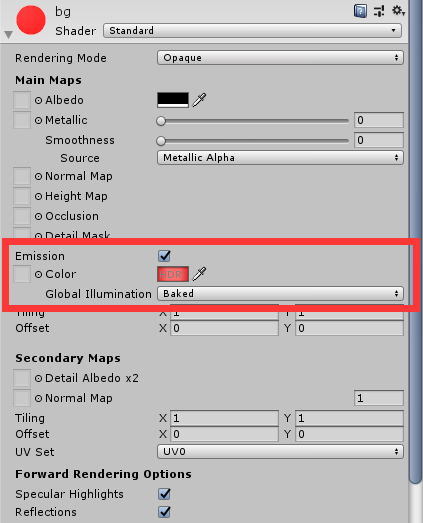 bg
Shader Standard
Rendering Mode Opaque
Main Maps
Albedo
Metallic 0
Smoothness 0
Source Metallic Alpha
Normal Map
Height Map
Occlusion
Detail Mask
Emission
Color HDR
Global Illumination Baked
Tiling X 1 Y 1
Offset X 0 Y 0
Secondary Maps
Detail Albedo x2
Normal Map 1
Tiling X 1 Y 1
Offset X 0 Y 0
UV Set UV0
Forward Rendering Options
Specular Highlights
Reflections